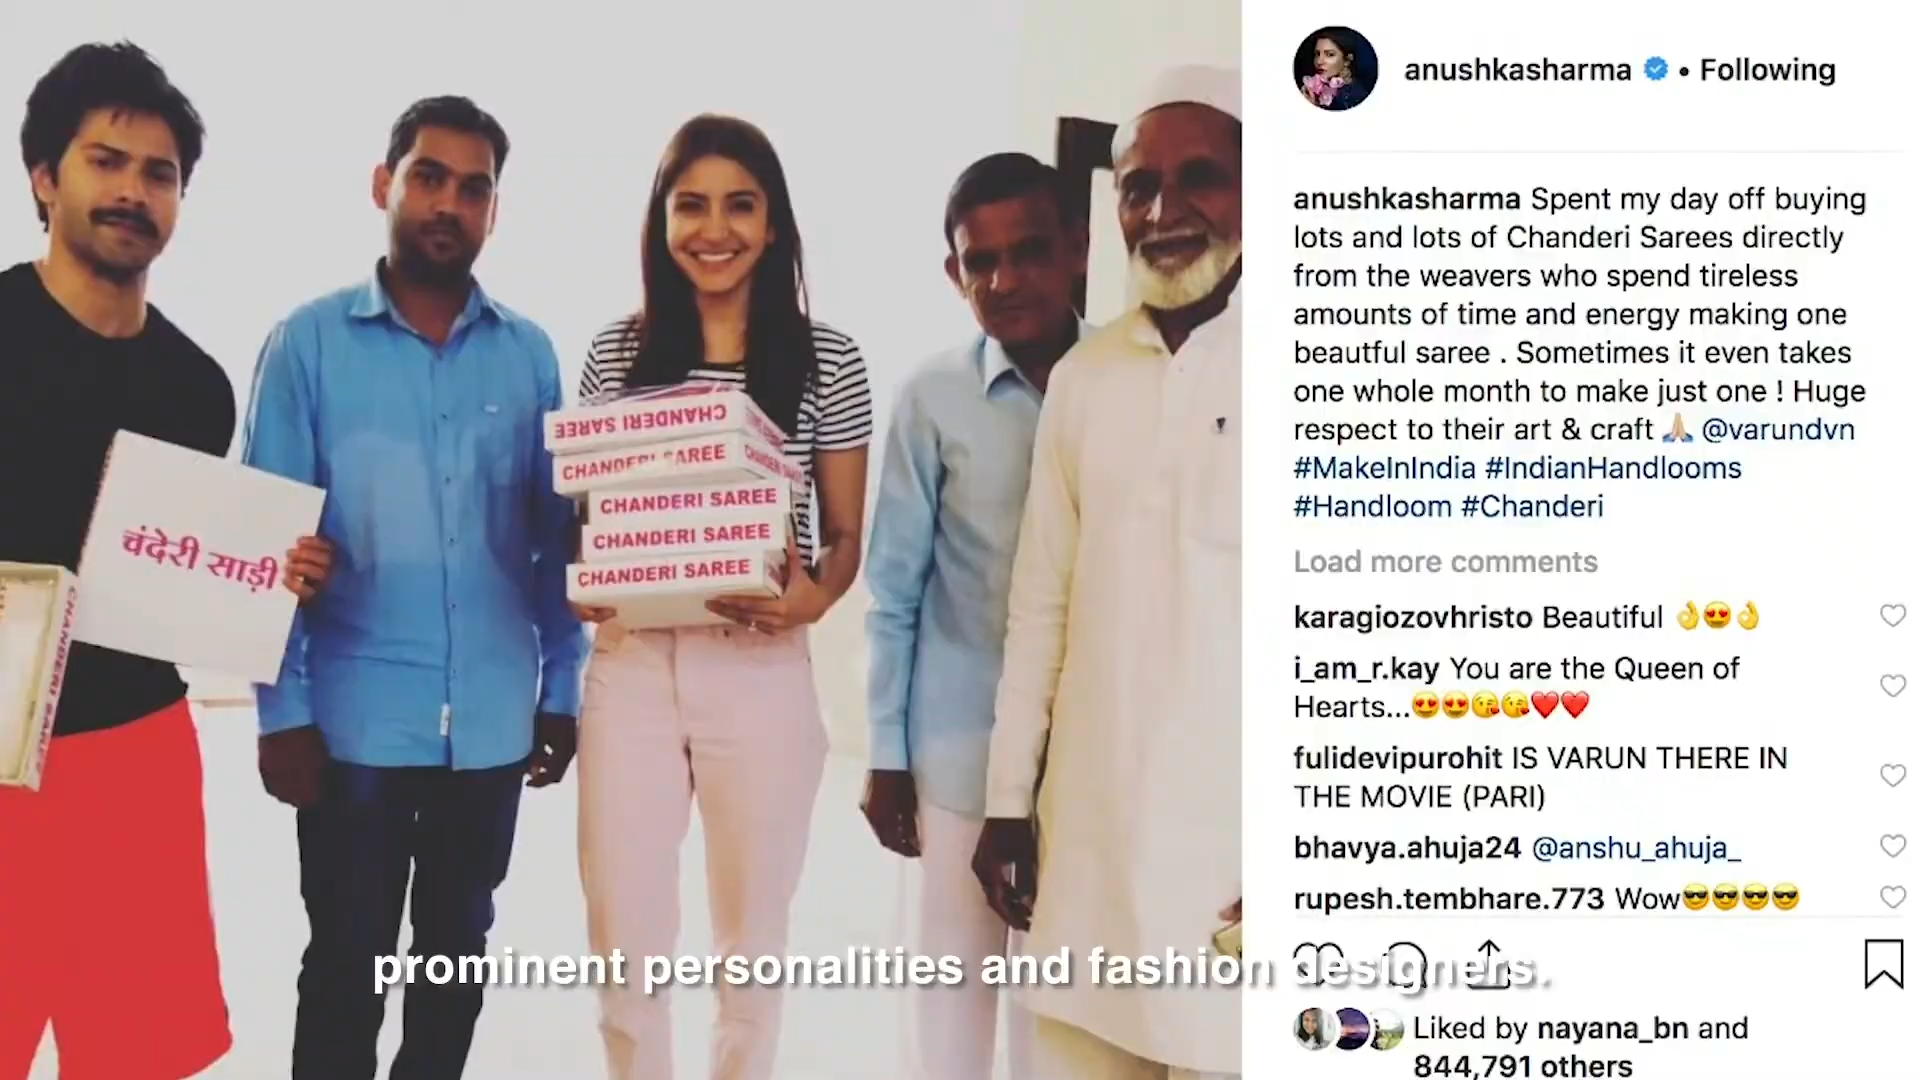 CHANDERI SAREE
CHANDERI SAREE
CHANDERI SAREE
CHANDERI SAREE
CHANDERI SAREE
चंदेरी साड़ी
CHANDERI SAREE
anushkasharma • Following
anushkasharma Spent my day off buying
lots and lots of Chanderi Sarees directly
from the weavers who spend tireless
amounts of time and energy making one
beautful saree . Sometimes it even takes
one whole month to make just one ! Huge
respect to their art & craft 🙏🏼 @varundvn
#MakeInIndia #IndianHandlooms
#Handloom #Chanderi
Load more comments
karagiozovhristo Beautiful 👌😍👌
i_am_r.kay You are the Queen of
Hearts...😍😍😘😘❤️❤️
fulidevipurohit IS VARUN THERE IN
THE MOVIE (PARI)
bhavya.ahuja24 @anshu_ahuja_
rupesh.tembhare.773 Wow😎😎😎😎
prominent personalities and fashion designers.
Liked by nayana_bn and
844,791 others